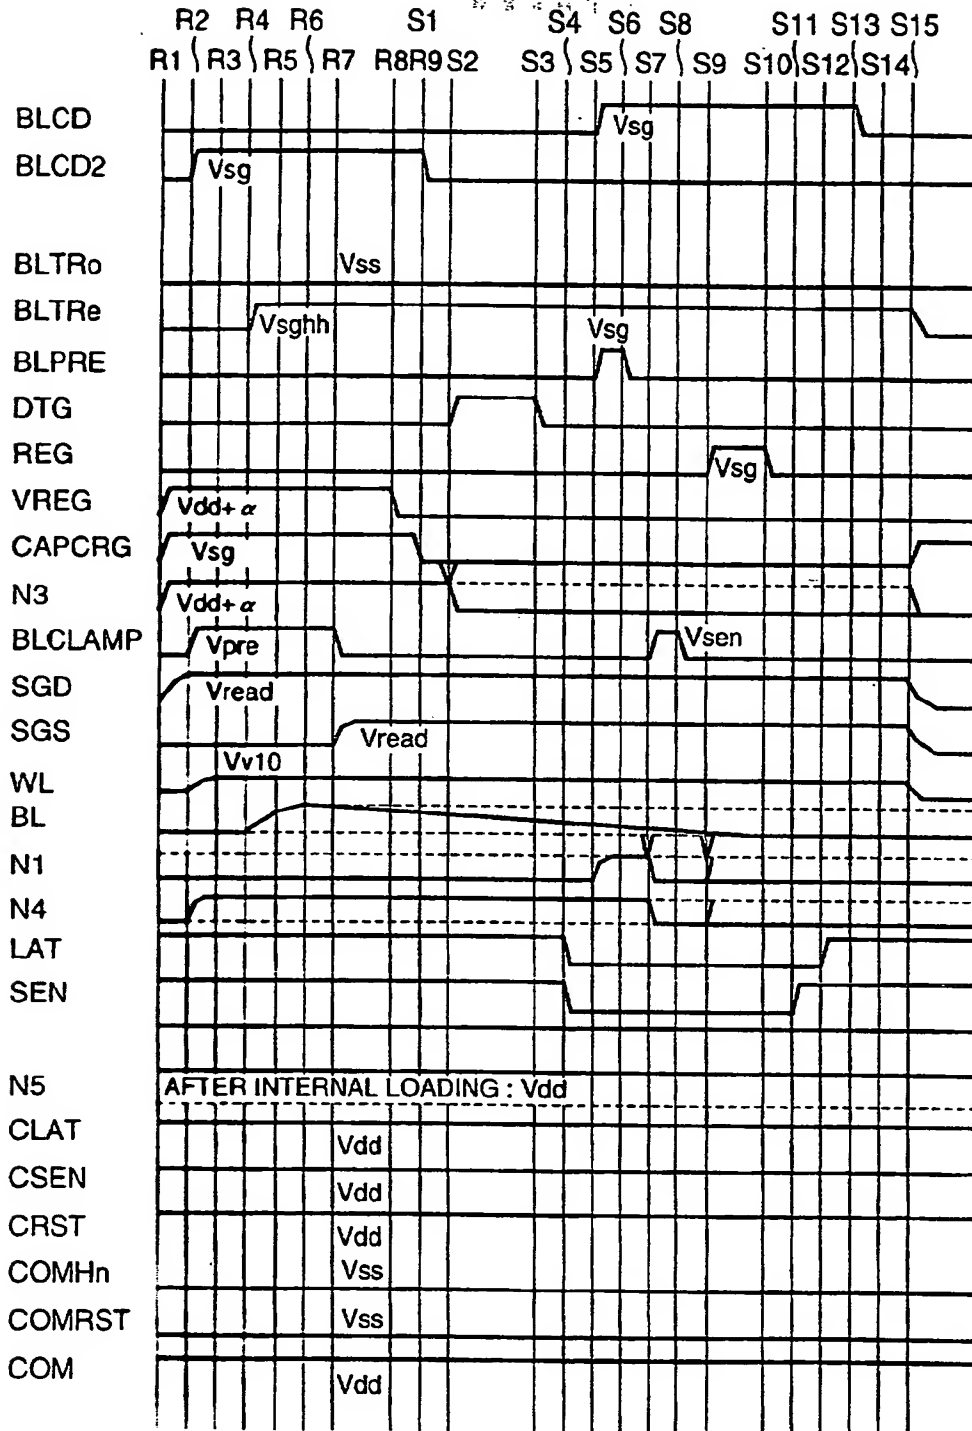 R2 R4 R6 S1 S4 S6 S8 S11 S13 S15
R1 R3 R5 R7 R8R9 S2 S3 S5 S7 S9 S10 S12 S14
BLCD
Vsg
BLCD2
Vsg
BLTRo
Vss
BLTRe
Vsghh
Vsg
BLPRE
DTG
REG
Vsg
VREG
Vdd+α
CAPCRG
Vsg
N3
Vdd+α
BLCLAMP
Vpre
Vsen
SGD
Vread
SGS
Vread
Vv10
WL
BL
N1
N4
LAT
SEN
N5
AFTER INTERNAL LOADING : Vdd
CLAT
Vdd
CSEN
Vdd
CRST
Vdd
COMHn
Vss
COMRST
Vss
COM
Vdd